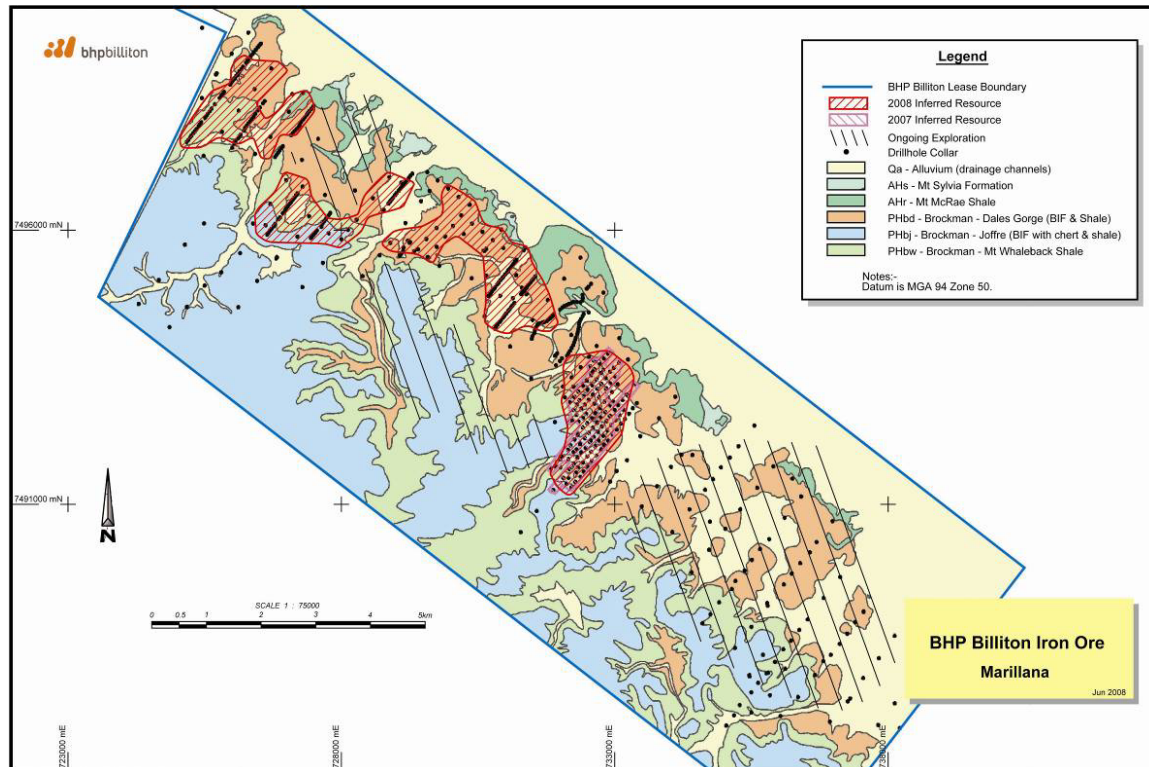 bhpbilliton
Legend
BHP Billiton Lease Boundary
2008 Inferred Resource
2007 Inferred Resource
Ongoing Exploration
Drillhole Collar
Qa - Alluvium (drainage channels)
AHs - Mt Sylvia Formation
AHr - Mt McRae Shale
PHbd - Brockman - Dales Gorge (BIF & Shale)
PHbj - Brockman - Joffre (BIF with chert & shale)
PHbw - Brockman - Mt Whaleback Shale
Notes:-
Datum is MGA 94 Zone 50.
7496000 mN
7491000 mN
N
SCALE 1 : 75000
0 0.5 1 2 3 4 5km
BHP Billiton Iron Ore
Marillana
Jun 2008
723000 mE
728000 mE
733000 mE